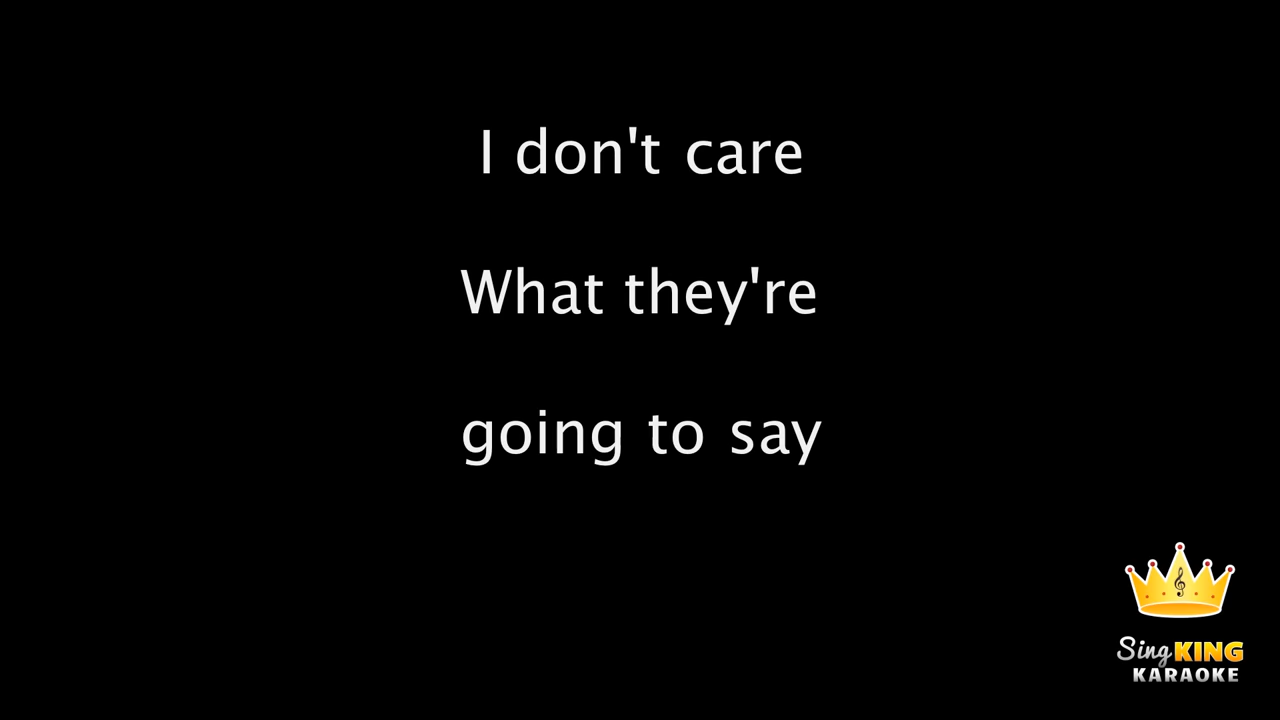 I don't care
What they're
going to say
Sing KING
KARAOKE